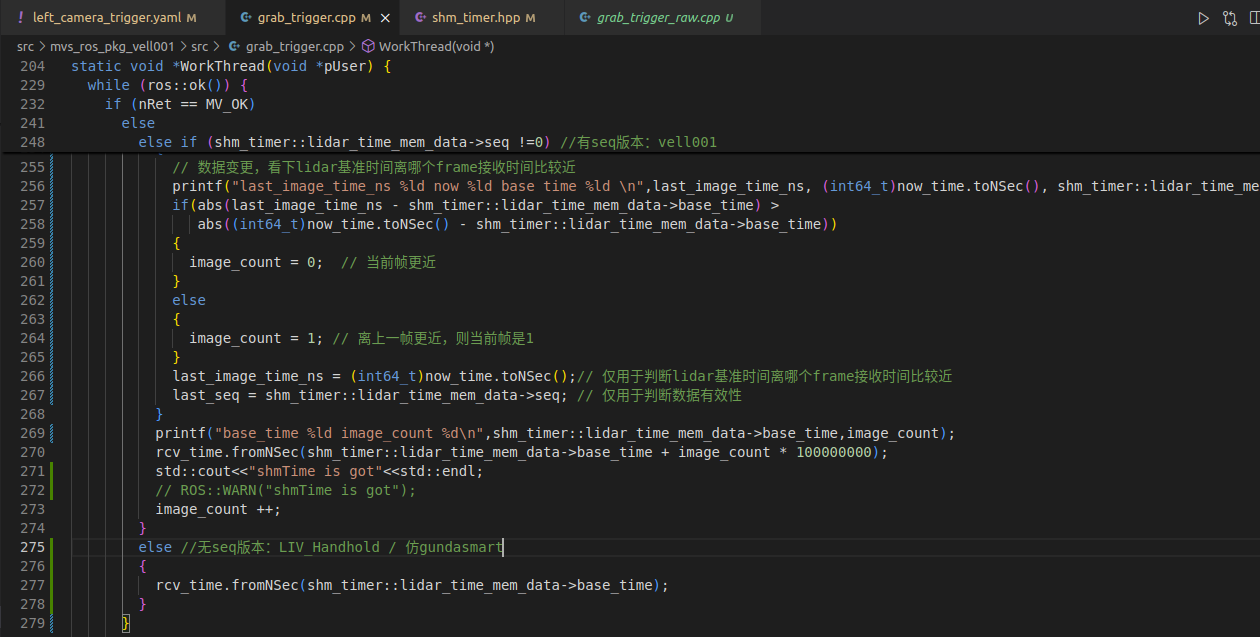 ! left_camera_trigger.yaml M grab_trigger.cpp M × shm_timer.hpp M grab_trigger_raw.cpp U
src > mvs_ros_pkg_vell001 > src > grab_trigger.cpp > WorkThread(void *)
204 static void *WorkThread(void *pUser) {
229 while (ros::ok()) {
232 if (nRet == MV_OK)
241 else
248 else if (shm_timer::lidar_time_mem_data->seq !=0) //有seq版本：vell001
255 // 数据变更，看下lidar基准时间离哪个frame接收时间比较近
256 printf("last_image_time_ns %ld now %ld base time %ld \n",last_image_time_ns, (int64_t)now_time.toNSec(), shm_timer::lidar_time_me
257 if(abs(last_image_time_ns - shm_timer::lidar_time_mem_data->base_time) >
258 abs((int64_t)now_time.toNSec() - shm_timer::lidar_time_mem_data->base_time))
259 {
260 image_count = 0; // 当前帧更近
261 }
262 else
263 {
264 image_count = 1; // 离上一帧更近，则当前帧是1
265 }
266 last_image_time_ns = (int64_t)now_time.toNSec();// 仅用于判断lidar基准时间离哪个frame接收时间比较近
267 last_seq = shm_timer::lidar_time_mem_data->seq; // 仅用于判断数据有效性
268 }
269 printf("base_time %ld image_count %d\n",shm_timer::lidar_time_mem_data->base_time,image_count);
270 rcv_time.fromNSec(shm_timer::lidar_time_mem_data->base_time + image_count * 100000000);
271 std::cout<<"shmTime is got"<<std::endl;
272 // ROS::WARN("shmTime is got");
273 image_count ++;
274 }
275 else //无seq版本：LIV_Handhold / 仿gundasmart
276 {
277 rcv_time.fromNSec(shm_timer::lidar_time_mem_data->base_time);
278 }
279 }